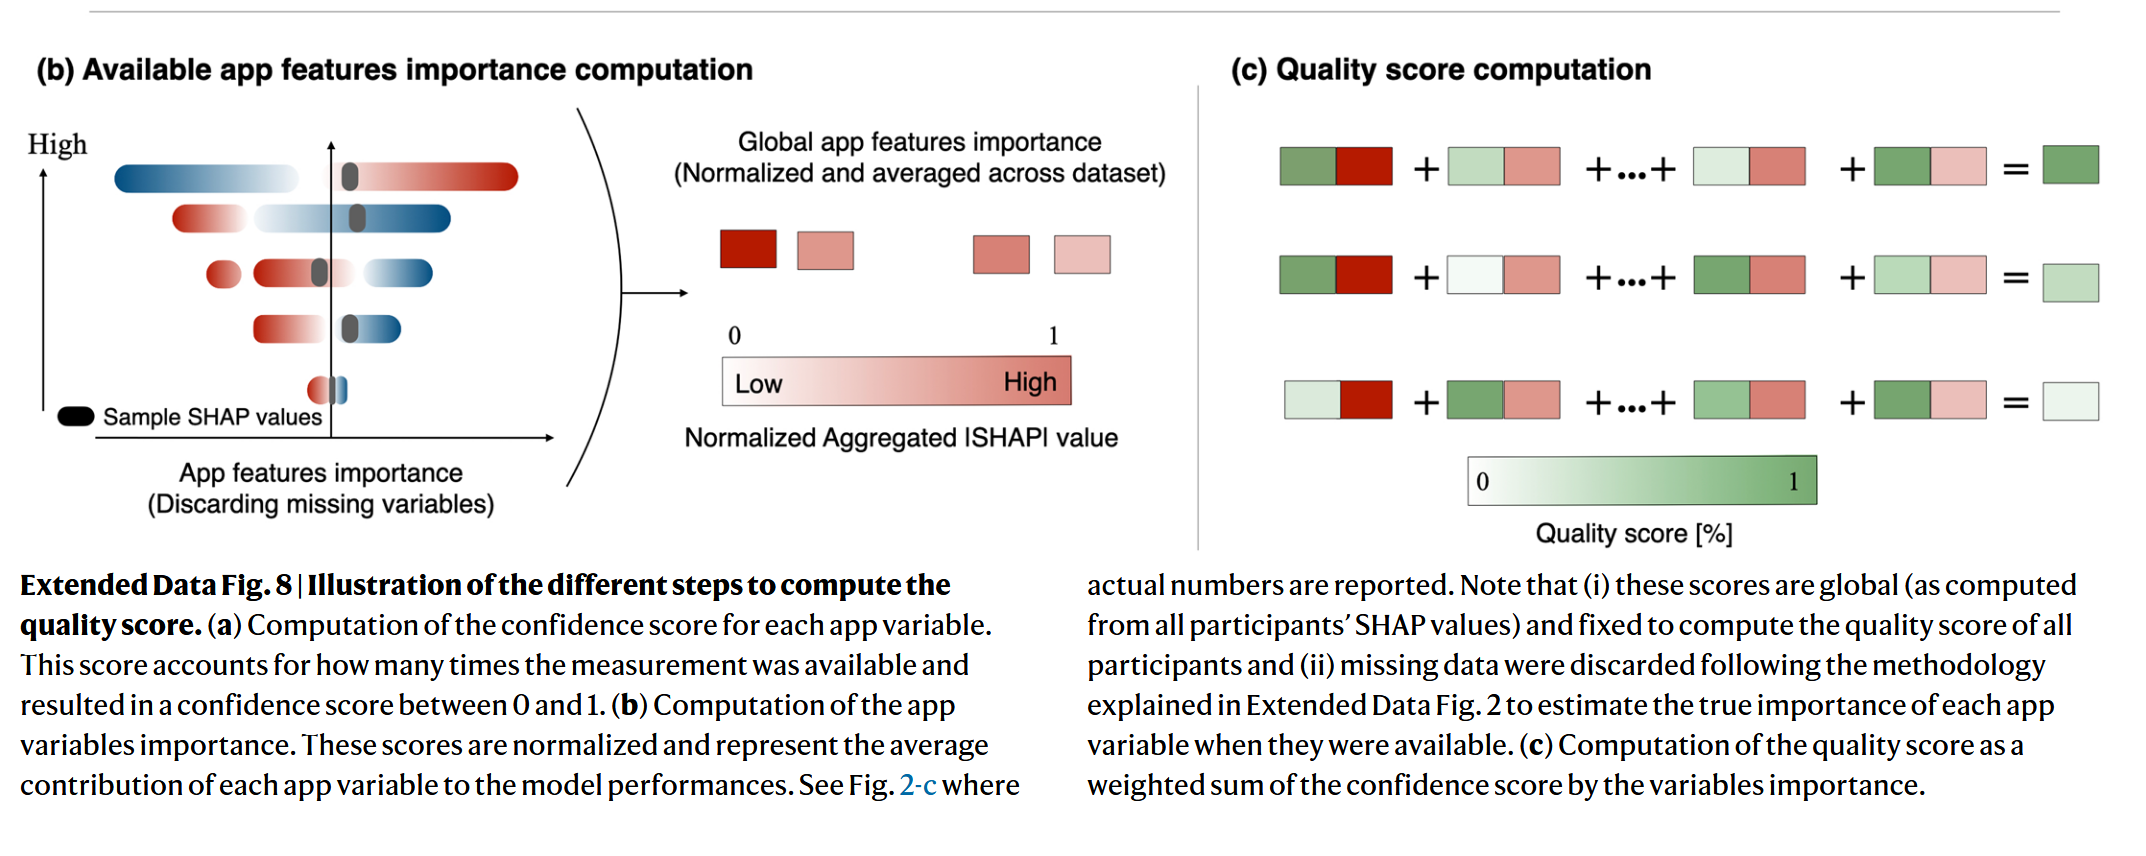 (b) Available app features importance computation
High
Sample SHAP values
App features importance
(Discarding missing variables)
Global app features importance
(Normalized and averaged across dataset)
0 1
Low High
Normalized Aggregated |SHAP| value
(c) Quality score computation
+ +...+ + =
+ +...+ + =
+ +...+ + =
0 1
Quality score [%]
Extended Data Fig. 8 | Illustration of the different steps to compute the
quality score. (a) Computation of the confidence score for each app variable.
This score accounts for how many times the measurement was available and
resulted in a confidence score between 0 and 1. (b) Computation of the app
variables importance. These scores are normalized and represent the average
contribution of each app variable to the model performances. See Fig. 2-c where
actual numbers are reported. Note that (i) these scores are global (as computed
from all participants’ SHAP values) and fixed to compute the quality score of all
participants and (ii) missing data were discarded following the methodology
explained in Extended Data Fig. 2 to estimate the true importance of each app
variable when they were available. (c) Computation of the quality score as a
weighted sum of the confidence score by the variables importance.